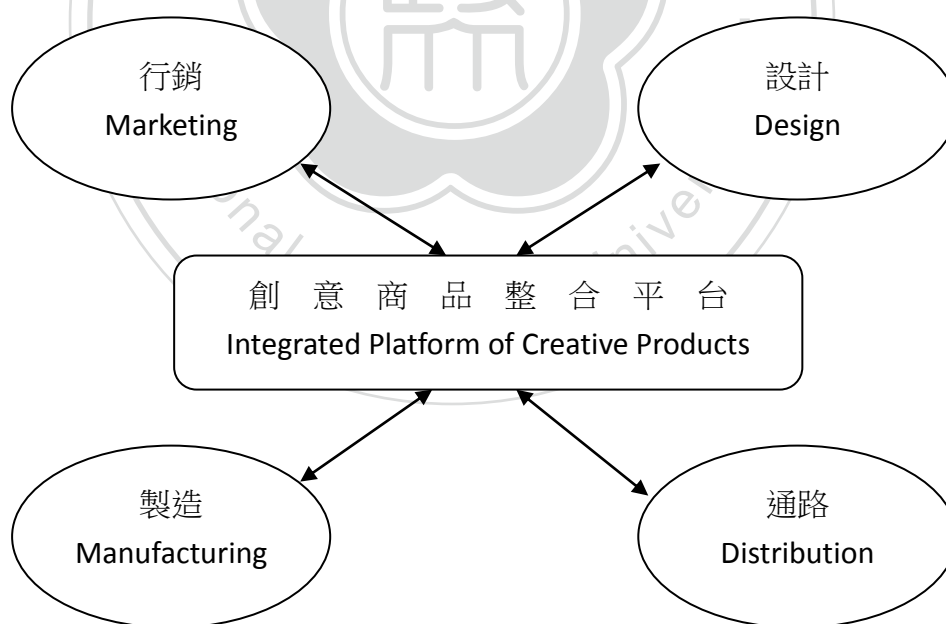 行銷
Marketing
設計
Design
創意商品整合平台
Integrated Platform of Creative Products
製造
Manufacturing
通路
Distribution